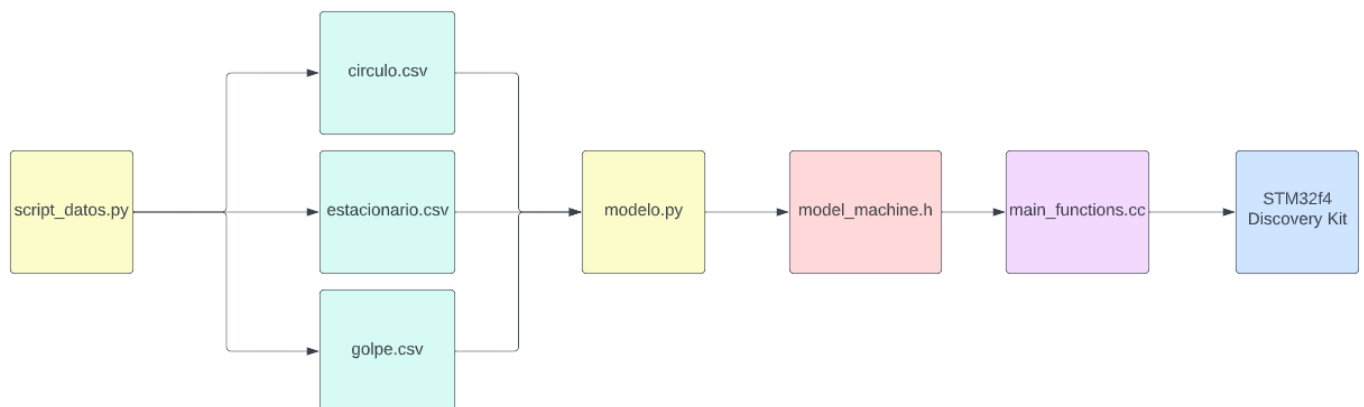 circulo.csv
script_datos.py
estacionario.csv
modelo.py
model_machine.h
main_functions.cc
STM32f4
Discovery Kit
golpe.csv